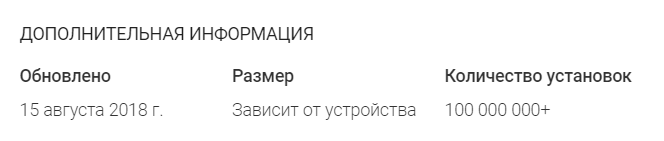 ДОПОЛНИТЕЛЬНАЯ ИНФОРМАЦИЯ
Обновлено Размер Количество установок
15 августа 2018 г. Зависит от устройства 100 000 000+